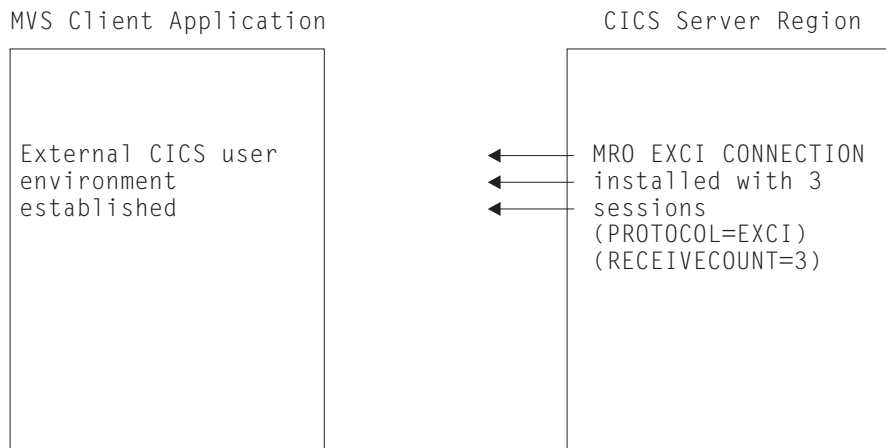 MVS Client Application
CICS Server Region
External CICS user
environment
established
MRO EXCI CONNECTION
installed with 3
sessions
(PROTOCOL=EXCI)
(RECEIVECOUNT=3)